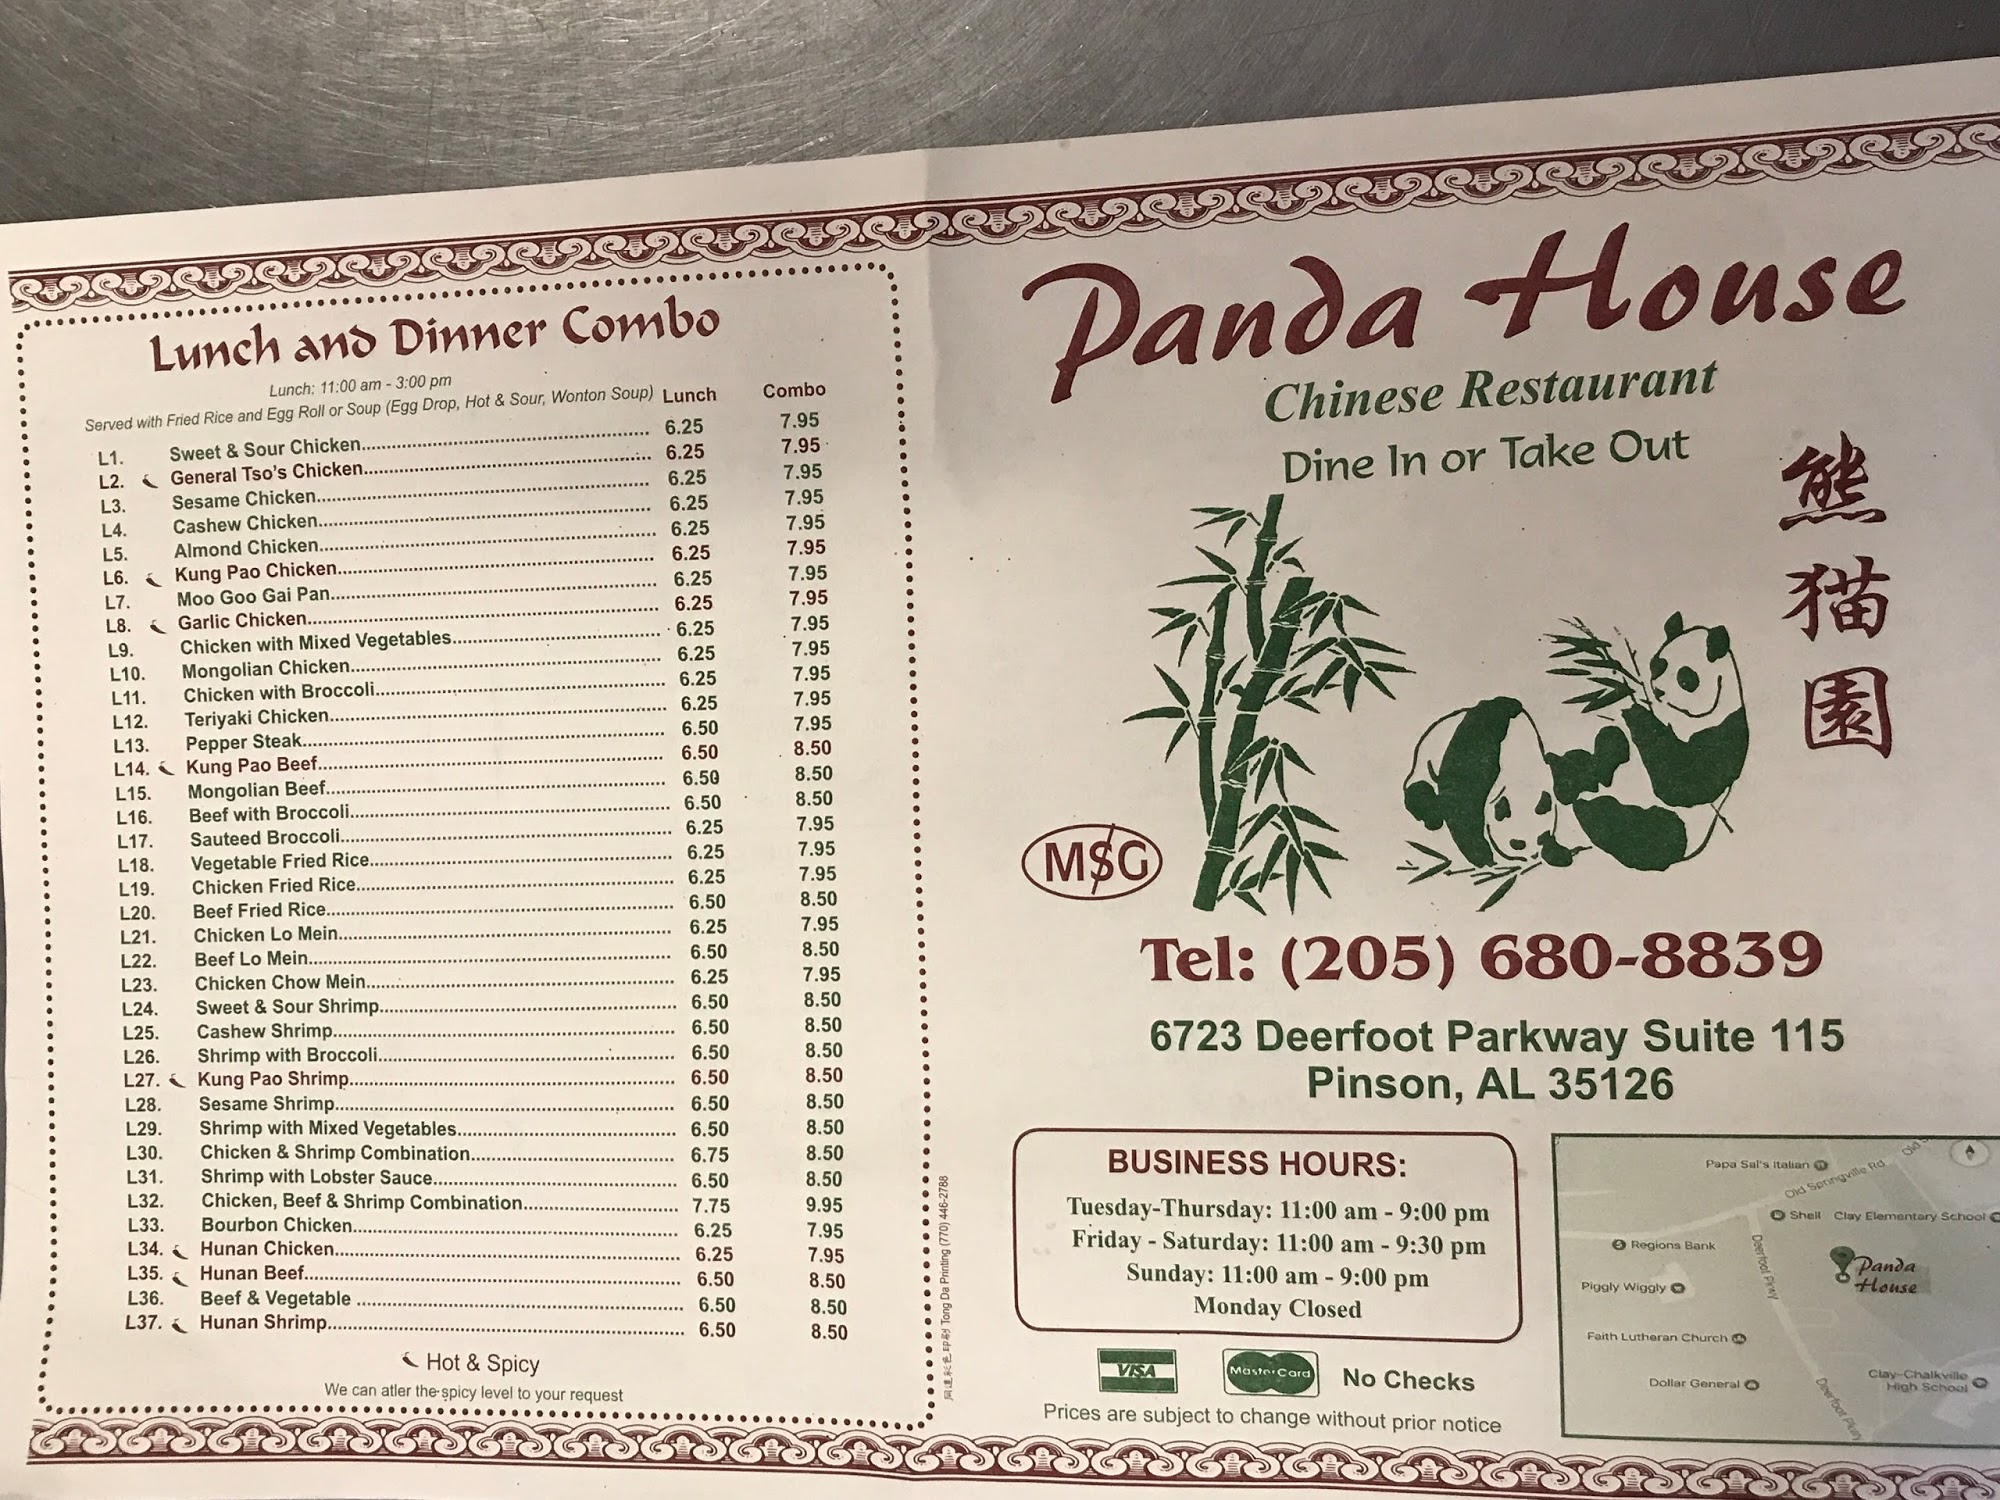 Lunch and Dinner Combo
Lunch: 11:00 am - 3:00 pm
Served with Fried Rice and Egg Roll or Soup (Egg Drop, Hot & Sour, Wonton Soup) Lunch Combo
L1. Sweet & Sour Chicken 6.25 7.95
L2. General Tso's Chicken 6.25 7.95
L3. Sesame Chicken 6.25 7.95
L4. Cashew Chicken 6.25 7.95
L5. Almond Chicken 6.25 7.95
L6. Kung Pao Chicken 6.25 7.95
L7. Moo Goo Gai Pan 6.25 7.95
L8. Garlic Chicken 6.25 7.95
L9. Chicken with Mixed Vegetables 6.25 7.95
L10. Mongolian Chicken 6.25 7.95
L11. Chicken with Broccoli 6.25 7.95
L12. Teriyaki Chicken 6.25 7.95
L13. Pepper Steak 6.50 7.95
L14. Kung Pao Beef 6.50 8.50
L15. Mongolian Beef 6.50 8.50
L16. Beef with Broccoli 6.50 8.50
L17. Sauteed Broccoli 6.25 7.95
L18. Vegetable Fried Rice 6.25 7.95
L19. Chicken Fried Rice 6.25 7.95
L20. Beef Fried Rice 6.50 8.50
L21. Chicken Lo Mein 6.25 7.95
L22. Beef Lo Mein 6.50 8.50
L23. Chicken Chow Mein 6.25 7.95
L24. Sweet & Sour Shrimp 6.50 8.50
L25. Cashew Shrimp 6.50 8.50
L26. Shrimp with Broccoli 6.50 8.50
L27. Kung Pao Shrimp 6.50 8.50
L28. Sesame Shrimp 6.50 8.50
L29. Shrimp with Mixed Vegetables 6.50 8.50
L30. Chicken & Shrimp Combination 6.75 8.50
L31. Shrimp with Lobster Sauce 6.50 8.50
L32. Chicken, Beef & Shrimp Combination 7.75 9.95
L33. Bourbon Chicken 6.25 7.95
L34. Hunan Chicken 6.25 7.95
L35. Hunan Beef 6.50 8.50
L36. Beef & Vegetable 6.50 8.50
L37. Hunan Shrimp 6.50 8.50
Hot & Spicy
We can atler the spicy level to your request
Tong Da Printing (770) 446-2788
Panda House
Chinese Restaurant
Dine In or Take Out
熊
猫
園
MSG
Tel: (205) 680-8839
6723 Deerfoot Parkway Suite 115
Pinson, AL 35126
BUSINESS HOURS:
Tuesday-Thursday: 11:00 am - 9:00 pm
Friday - Saturday: 11:00 am - 9:30 pm
Sunday: 11:00 am - 9:00 pm
Monday Closed
VISA
MasterCard
No Checks
Prices are subject to change without prior notice
Papa Sal's Italian
Old Springville Rd
Shell
Clay Elementary School
Regions Bank
Deerfoot Pkwy
Panda
House
Piggly Wiggly
Faith Lutheran Church
Clay-Chalkville
High School
Dollar General
Deerfoot Pkwy